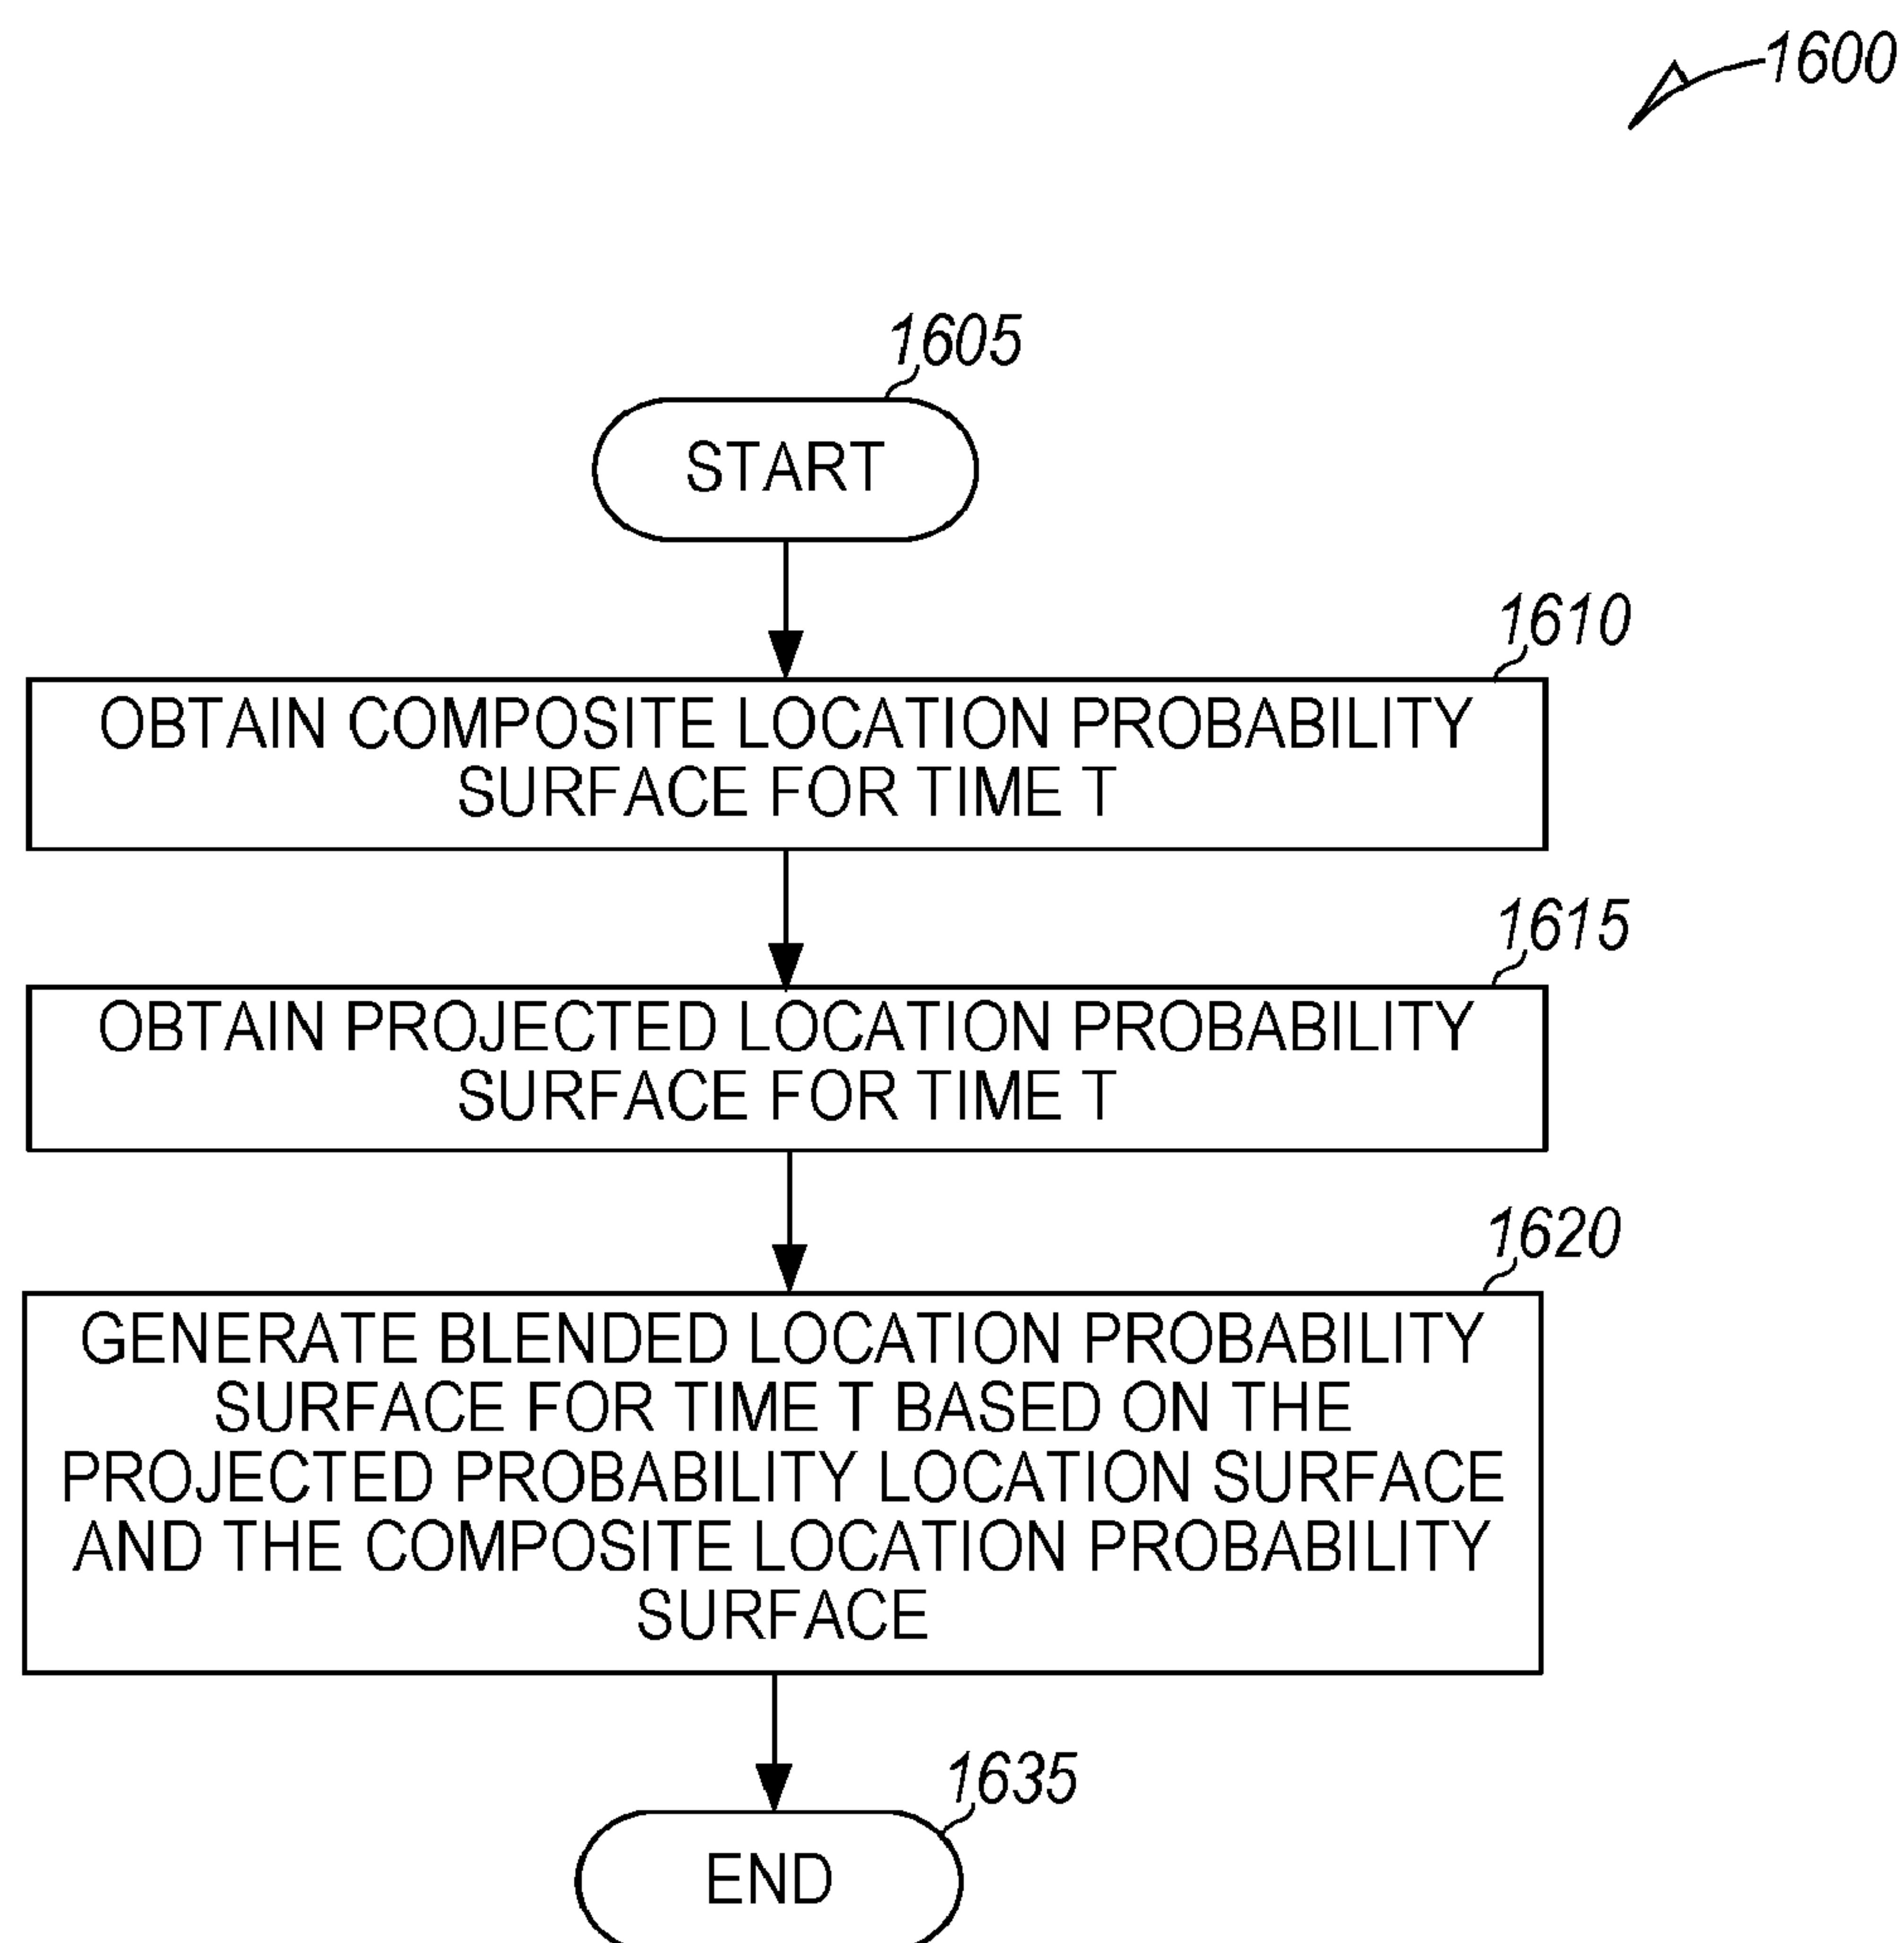 1600
1605
START
1610
OBTAIN COMPOSITE LOCATION PROBABILITY
SURFACE FOR TIME T
1615
OBTAIN PROJECTED LOCATION PROBABILITY
SURFACE FOR TIME T
1620
GENERATE BLENDED LOCATION PROBABILITY
SURFACE FOR TIME T BASED ON THE
PROJECTED PROBABILITY LOCATION SURFACE
AND THE COMPOSITE LOCATION PROBABILITY
SURFACE
1635
END